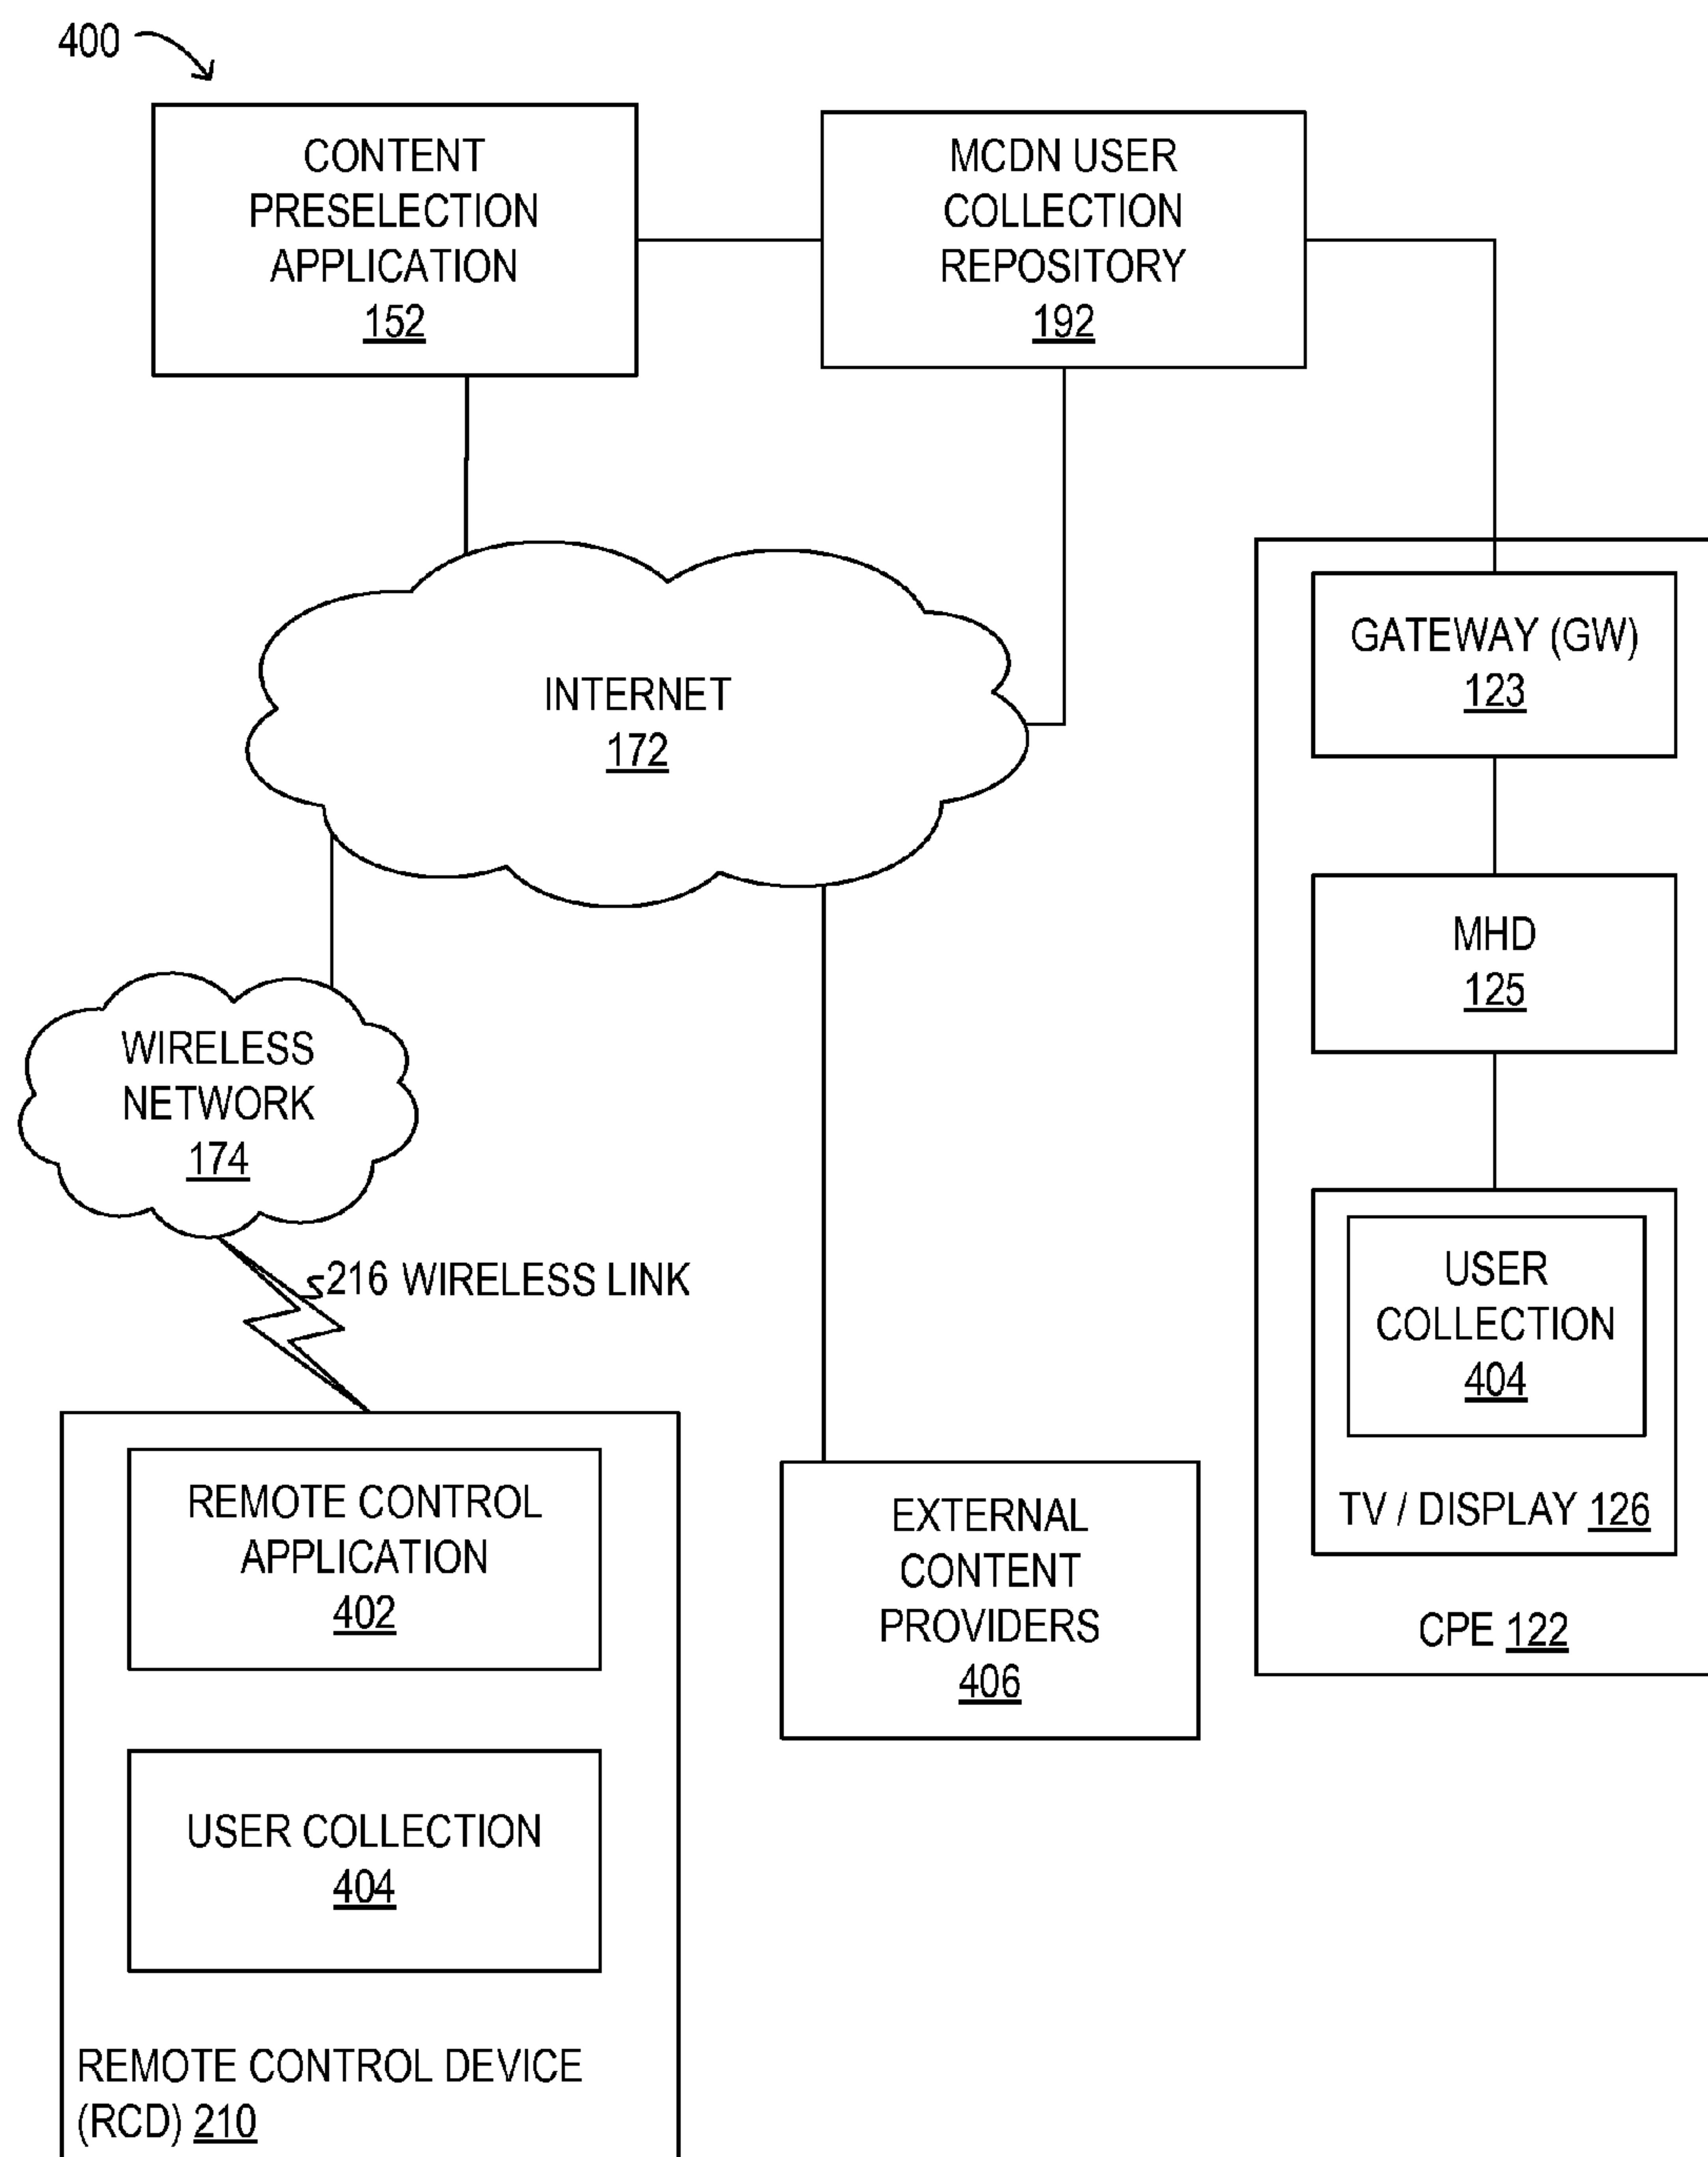 400
CONTENT
PRESELECTION
APPLICATION
152
MCDN USER
COLLECTION
REPOSITORY
192
INTERNET
172
GATEWAY (GW)
123
MHD
125
WIRELESS
NETWORK
174
216 WIRELESS LINK
USER
COLLECTION
404
TV / DISPLAY 126
CPE 122
REMOTE CONTROL
APPLICATION
402
EXTERNAL
CONTENT
PROVIDERS
406
USER COLLECTION
404
REMOTE CONTROL DEVICE
(RCD) 210